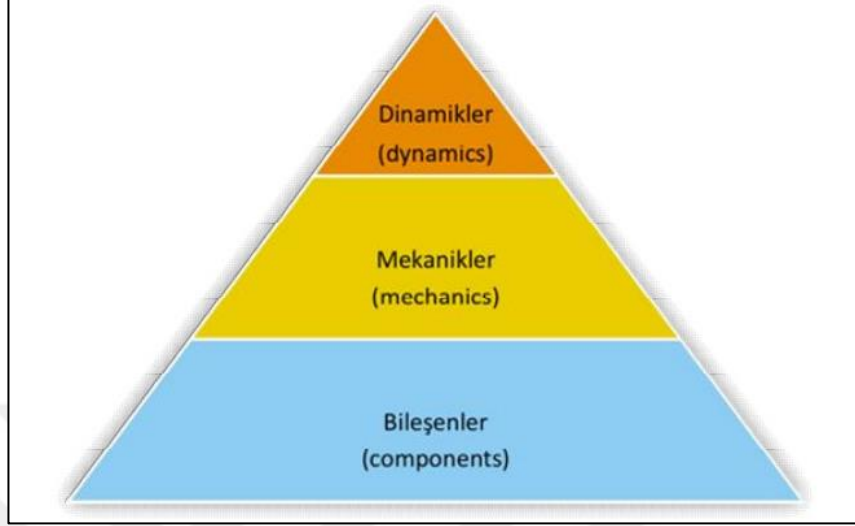 Dinamikler
(dynamics)
Mekanikler
(mechanics)
Bileşenler
(components)